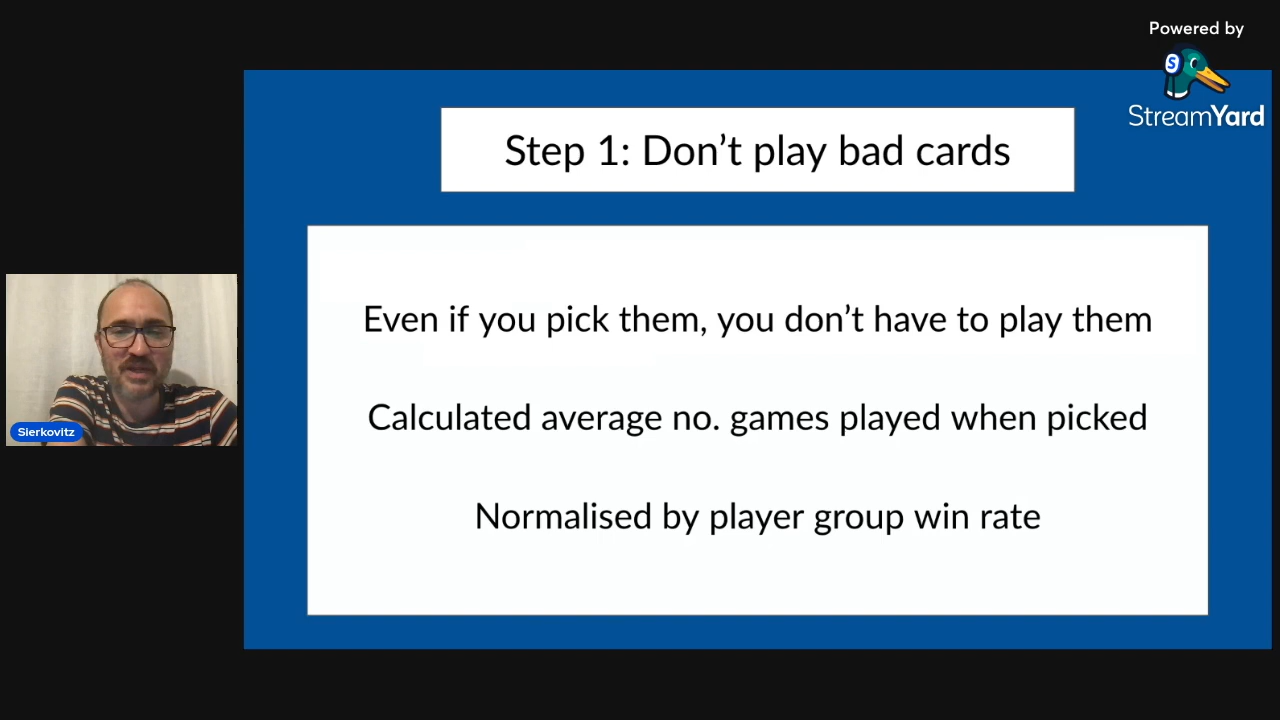 Powered by
S
StreamYard
Step 1: Don’t play bad cards
Even if you pick them, you don’t have to play them
Calculated average no. games played when picked
Sierkovitz
Normalised by player group win rate